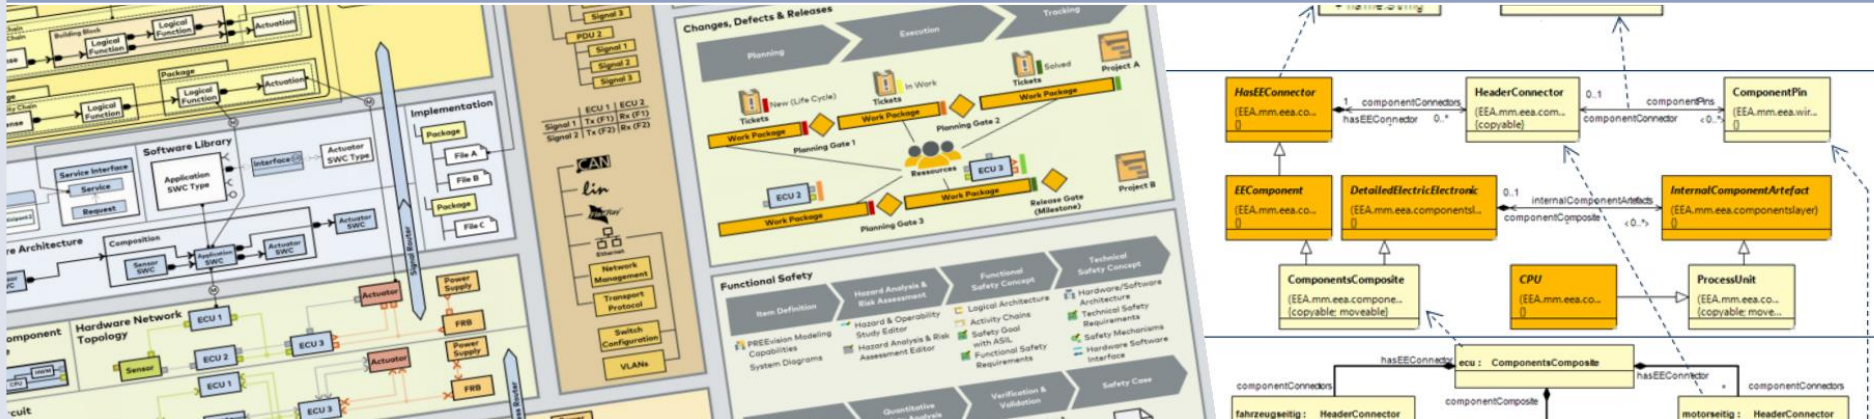 Logical
Function
Actuation
Building Block
Logical
Function
Package
Logical
Function
Actuation
Logical
Function
Software Library
Service Interface
Service
Request
Application
SWC Type
Interface
Actuator
SWC Type
Implementation
Package
File A
File B
Package
File C
Architecture
Composition
Sensor
SWC
Application
SWC
Actuator
SWC
Actuator
SWC
Signal Router
Hardware Network
Topology
ECU 1
ECU 2
ECU 3
Sensor
Actuator
Power
Supply
FRB
ECU 1
ECU 3
Actuator
Power
Supply
FRB
CPU
Signal 3
PDU 2
Signal 1
Signal 2
Signal 3
ECU 1 ECU 2
Signal 1 Tx (F1) Rx (F1)
Signal 2 Tx (F2) Rx (F2)
CAN
lin
FlexRay
Ethernet
Network
Management
Transport
Protocol
Switch
Configuration
VLANs
Changes, Defects & Releases
Planning
Execution
Tracking
New (Life Cycle)
Tickets
In Work
Tickets
Solved
Tickets
Project A
Work Package
Work Package
Work Package
Planning Gate 1
Planning Gate 2
Ressources
ECU 2
ECU 3
Work Package
Work Package
Planning Gate 3
Release Gate
(Milestone)
Project B
Functional Safety
Item Definition
Hazard Analysis &
Risk Assessment
Functional
Safety Concept
Technical
Safety Concept
PREEvision Modeling
Capabilities
System Diagrams
Hazard & Operability
Study Editor
Hazard Analysis & Risk
Assessment Editor
Logical Architecture
Activity Chains
Safety Goal
with ASIL
Functional Safety
Requirements
Hardware/Software
Architecture
Technical Safety
Requirements
Safety Mechanisms
Hardware Software
Interface
Quantitative
Verification &
Validation
Safety Case
HasEEConnector
(EEA.mm.eea.co...
{}
1 componentConnectors
hasEEConnector 0..*
HeaderConnector
(EEA.mm.eea.com...
{copyable}
0..1 componentPins
componentConnector <0..*>
ComponentPin
(EEA.mm.eea.wir...
{}
EEComponent
(EEA.mm.eea.co...
{}
DetailedElectricElectronic
(EEA.mm.eea.componentsl...
{}
0..1
internalComponentArtefacts
componentComposite
<0..*>
InternalComponentArtefact
(EEA.mm.eea.componentslayer)
{}
ComponentsComposite
(EEA.mm.eea.compone...
{copyable; moveable}
CPU
(EEA.mm.eea.co...
{}
ProcessUnit
(EEA.mm.eea.co...
{copyable; move...
hasEEConnector
ecu : ComponentsComposite
hasEEConnector
componentConnectors
componentComposite
componentConnectors
fahrzeugseitig : HeaderConnector
motorseitig : HeaderConnector